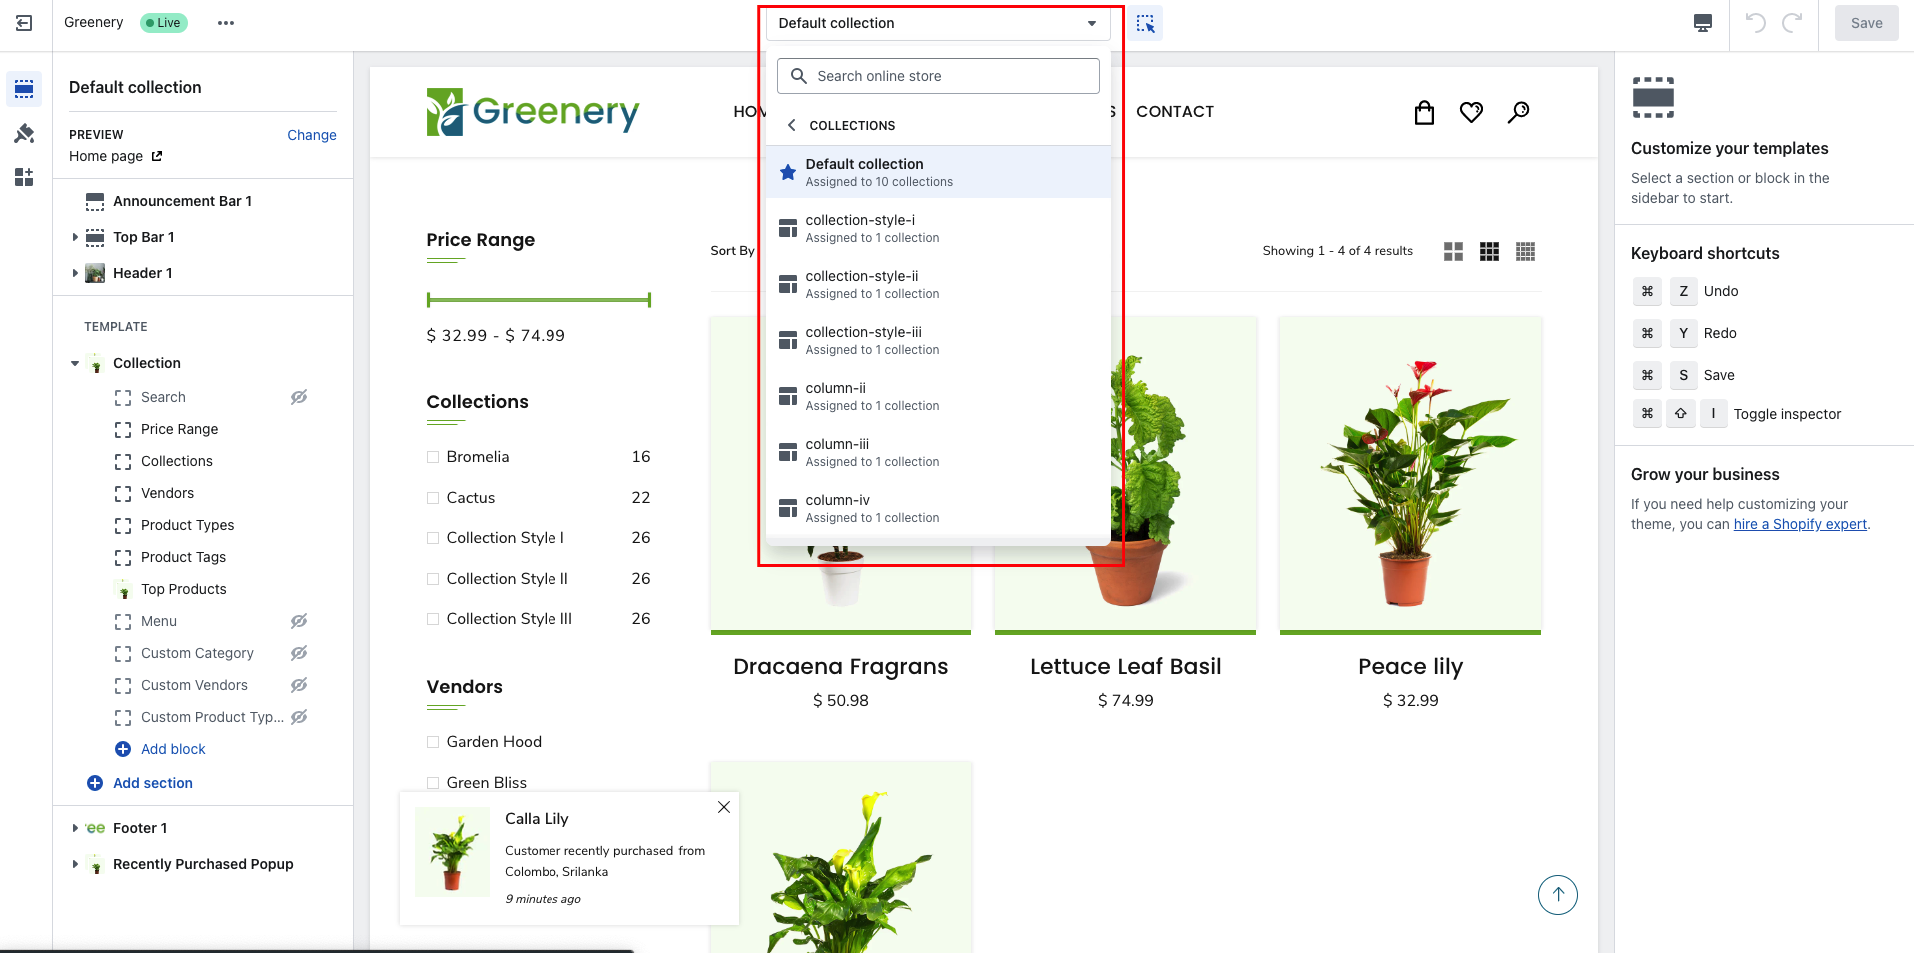 Greenery
Live
Default collection
Save
Default collection
PREVIEW
Change
Home page
Announcement Bar 1
Top Bar 1
Header 1
TEMPLATE
Collection
Search
Price Range
Collections
Vendors
Product Types
Product Tags
Top Products
Menu
Custom Category
Custom Vendors
Custom Product Typ...
Add block
Add section
Footer 1
Recently Purchased Popup
Search online store
COLLECTIONS
Default collection
Assigned to 10 collections
collection-style-i
Assigned to 1 collection
collection-style-ii
Assigned to 1 collection
collection-style-iii
Assigned to 1 collection
column-ii
Assigned to 1 collection
column-iii
Assigned to 1 collection
column-iv
Assigned to 1 collection
Greenery
CONTACT
Price Range
$ 32.99 - $ 74.99
Collections
Bromelia 16
Cactus 22
Collection Style I 26
Collection Style II 26
Collection Style III 26
Vendors
Garden Hood
Green Bliss
Sort By
Showing 1 - 4 of 4 results
Dracaena Fragrans
$ 50.98
Lettuce Leaf Basil
$ 74.99
Peace lily
$ 32.99
Calla Lily
Customer recently purchased from
Colombo, Srilanka
9 minutes ago
Customize your templates
Select a section or block in the
sidebar to start.
Keyboard shortcuts
⌘ Z Undo
⌘ Y Redo
⌘ S Save
⌘ ⇧ I Toggle inspector
Grow your business
If you need help customizing your
theme, you can hire a Shopify expert.